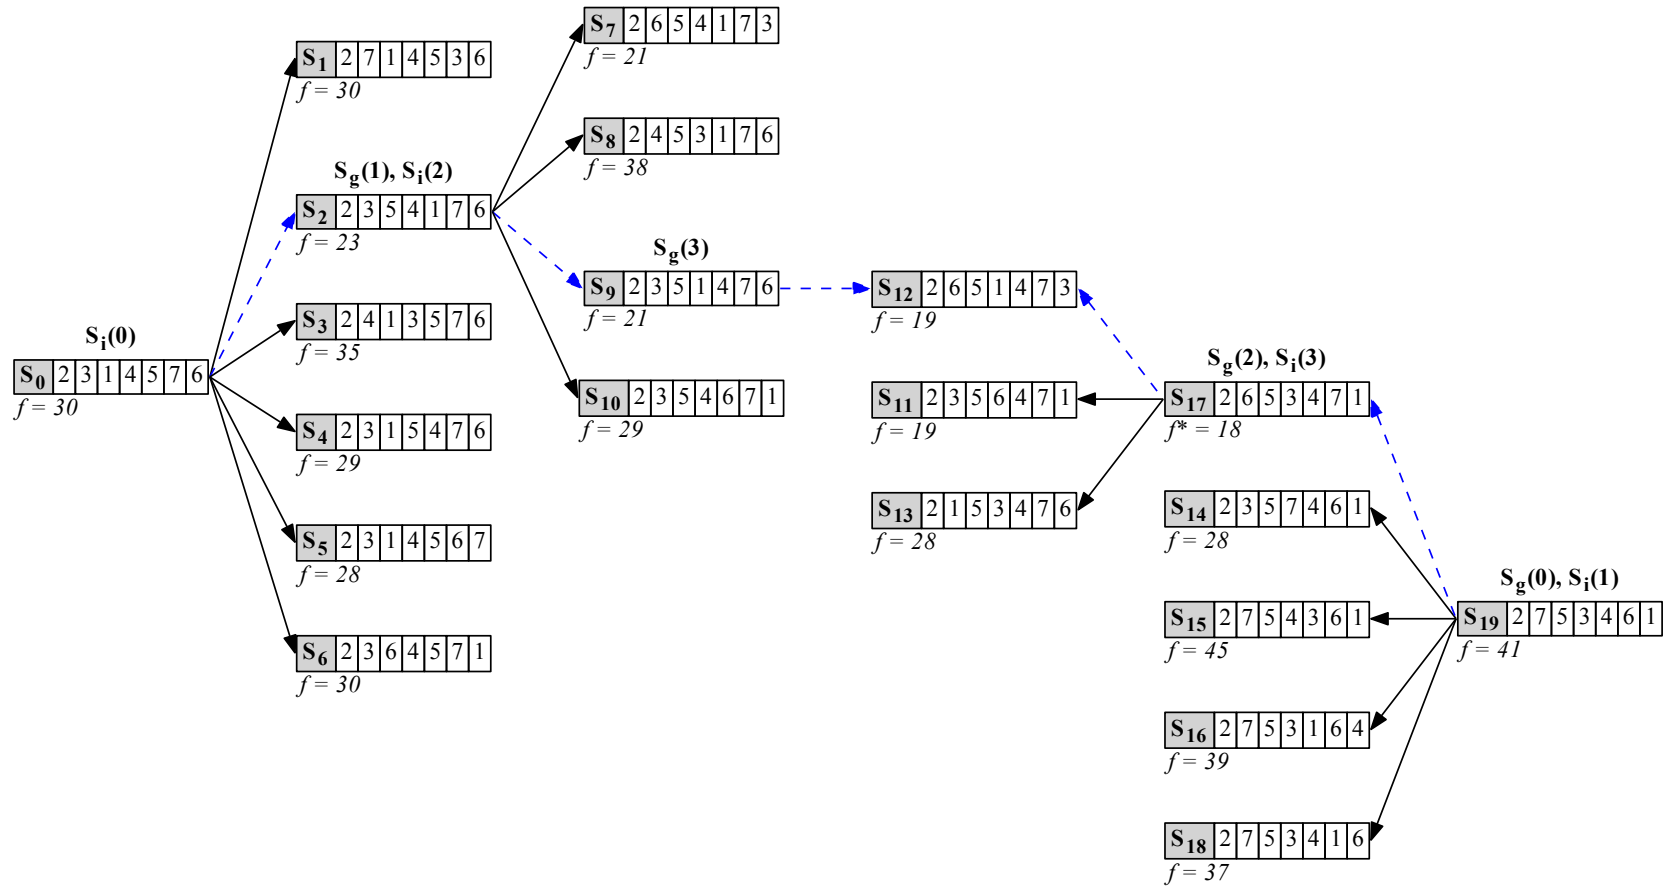 S0 2 3 1 4 5 7 6
Si(0)
f = 30
S1 2 7 1 4 5 3 6
f = 30
Sg(1), Si(2)
S2 2 3 5 4 1 7 6
f = 23
S3 2 4 1 3 5 7 6
f = 35
S4 2 3 1 5 4 7 6
f = 29
S5 2 3 1 4 5 6 7
f = 28
S6 2 3 6 4 5 7 1
f = 30
S7 2 6 5 4 1 7 3
f = 21
S8 2 4 5 3 1 7 6
f = 38
Sg(3)
S9 2 3 5 1 4 7 6
f = 21
S10 2 3 5 4 6 7 1
f = 29
S12 2 6 5 1 4 7 3
f = 19
S11 2 3 5 6 4 7 1
f = 19
S13 2 1 5 3 4 7 6
f = 28
Sg(2), Si(3)
S17 2 6 5 3 4 7 1
f* = 18
S14 2 3 5 7 4 6 1
f = 28
S15 2 7 5 4 3 6 1
f = 45
S16 2 7 5 3 1 6 4
f = 39
S18 2 7 5 3 4 1 6
f = 37
Sg(0), Si(1)
S19 2 7 5 3 4 6 1
f = 41